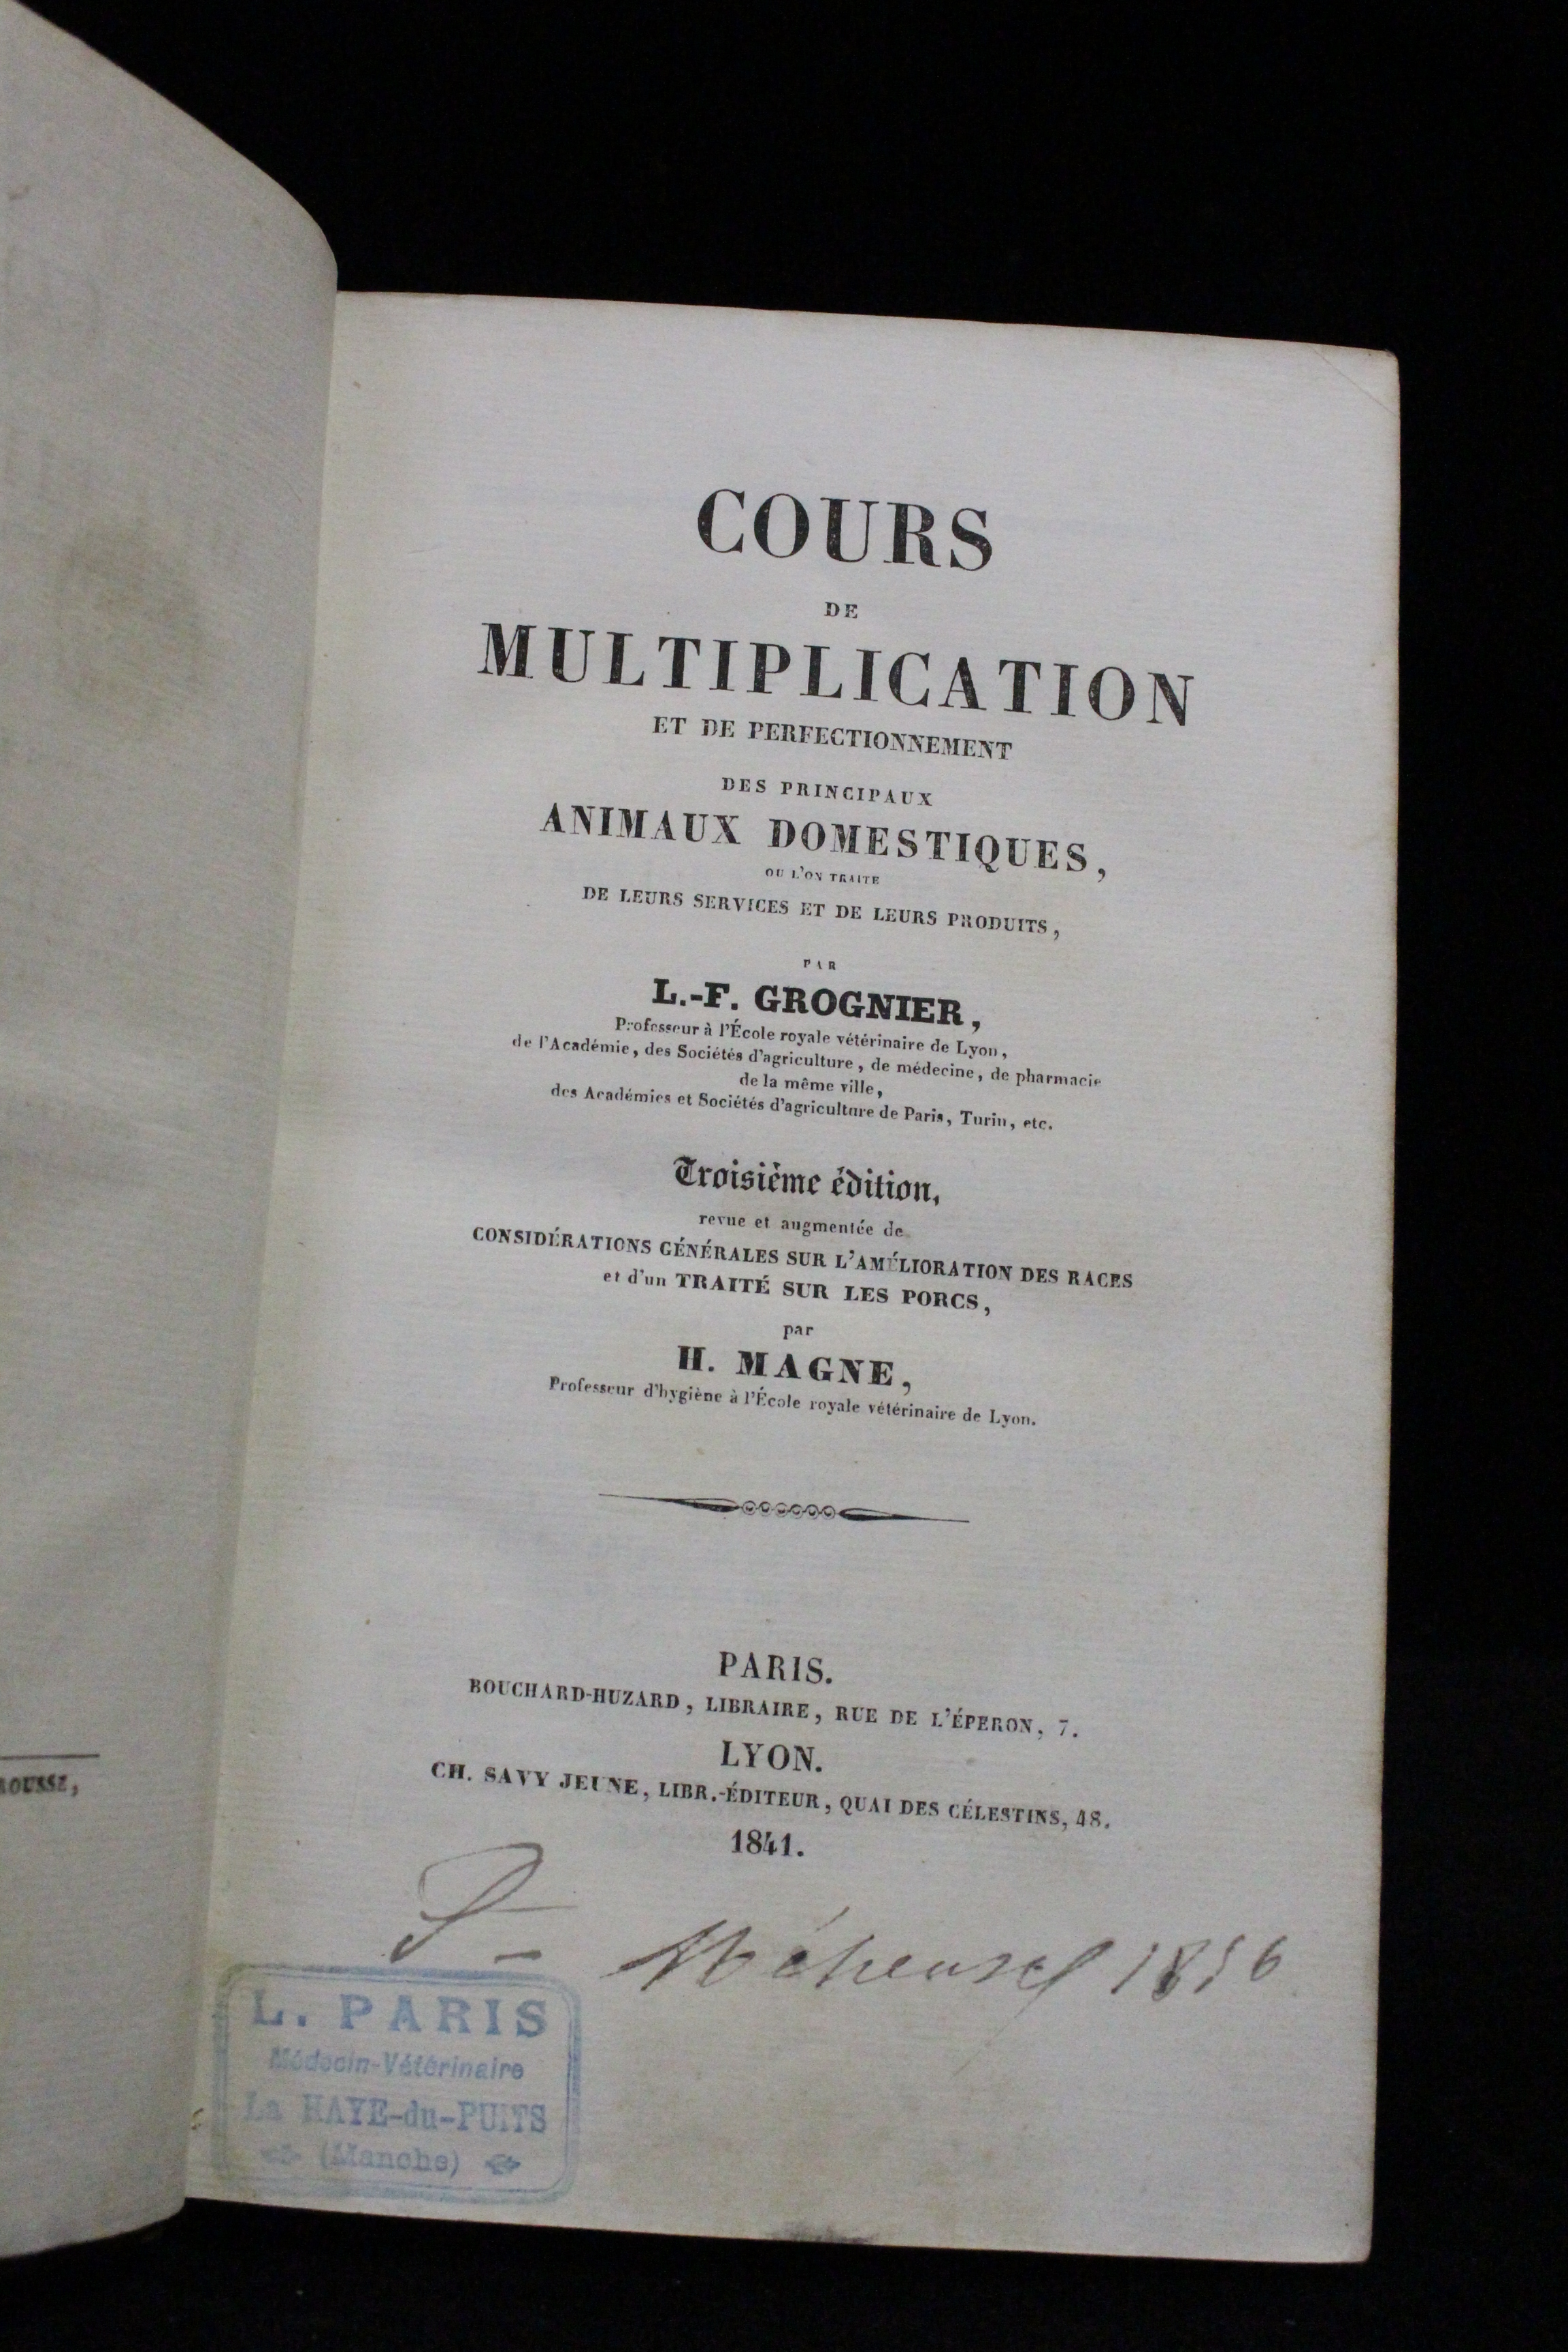 COURS
DE
MULTIPLICATION
ET DE PERFECTIONNEMENT
DES PRINCIPAUX
ANIMAUX DOMESTIQUES,
OU L'ON TRAITE
DE LEURS SERVICES ET DE LEURS PRODUITS,
PAR
L.-F. GROGNIER,
Professeur à l'École royale vétérinaire de Lyon,
de l'Académie, des Sociétés d'agriculture, de médecine, de pharmacie
de la même ville,
des Académies et Sociétés d'agriculture de Paris, Turin, etc.
Troisième édition,
revue et augmentée de
CONSIDÉRATIONS GÉNÉRALES SUR L'AMÉLIORATION DES RACES
et d'un TRAITÉ SUR LES PORCS,
par
H. MAGNE,
Professeur d'hygiène à l'École royale vétérinaire de Lyon.
PARIS.
BOUCHARD-HUZARD, LIBRAIRE, RUE DE L'ÉPERON, 7.
LYON.
CH. SAVY JEUNE, LIBR.-ÉDITEUR, QUAI DES CÉLESTINS, 48.
1841.
1856
L. PARIS
Médecin-Vétérinaire
La HAYE-du-PUITS
(Manche)